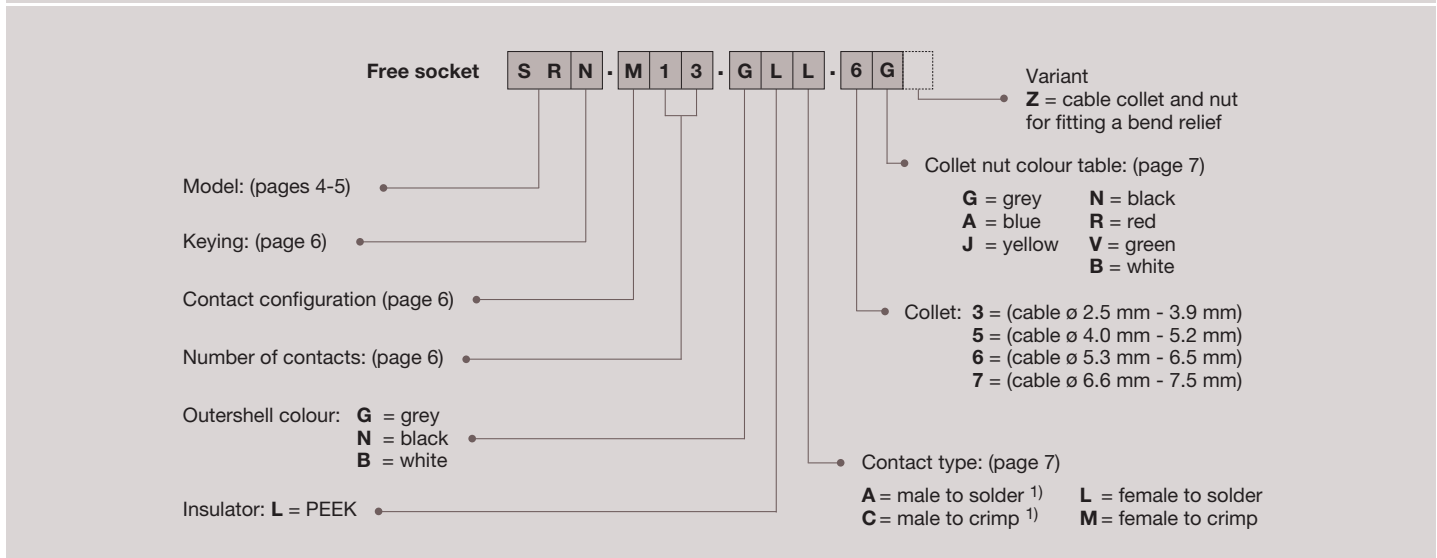 Free socket S R N . M 1 3 . G L L . 6 G
Variant
Z = cable collet and nut
for fitting a bend relief
Collet nut colour table: (page 7)
G = grey N = black
A = blue R = red
J = yellow V = green
B = white
Model: (pages 4-5)
Keying: (page 6)
Contact configuration (page 6)
Collet: 3 = (cable ø 2.5 mm - 3.9 mm)
5 = (cable ø 4.0 mm - 5.2 mm)
6 = (cable ø 5.3 mm - 6.5 mm)
7 = (cable ø 6.6 mm - 7.5 mm)
Number of contacts: (page 6)
Outershell colour: G = grey
N = black
B = white
Contact type: (page 7)
A = male to solder 1) L = female to solder
C = male to crimp 1) M = female to crimp
Insulator: L = PEEK